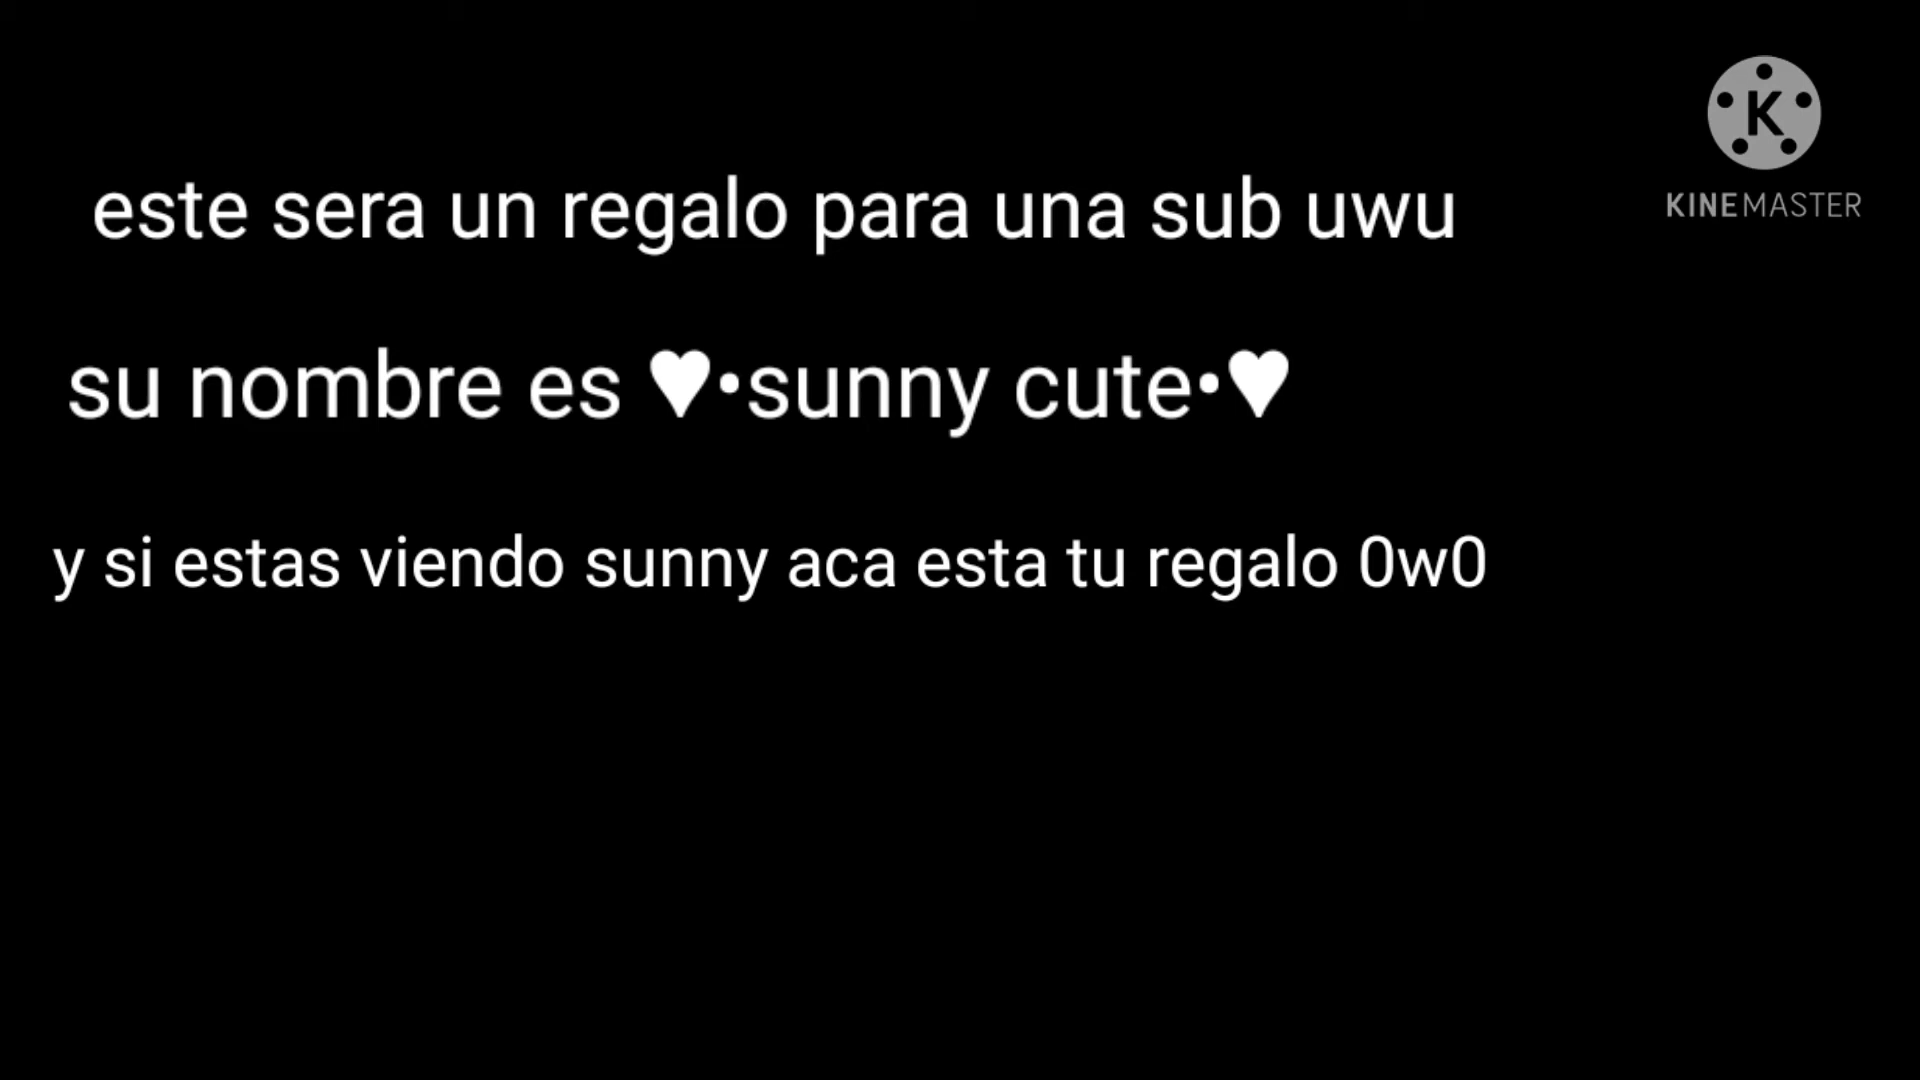 K
KINEMASTER
este sera un regalo para una sub uwu
su nombre es ♥•sunny cute•♥
y si estas viendo sunny aca esta tu regalo 0w0